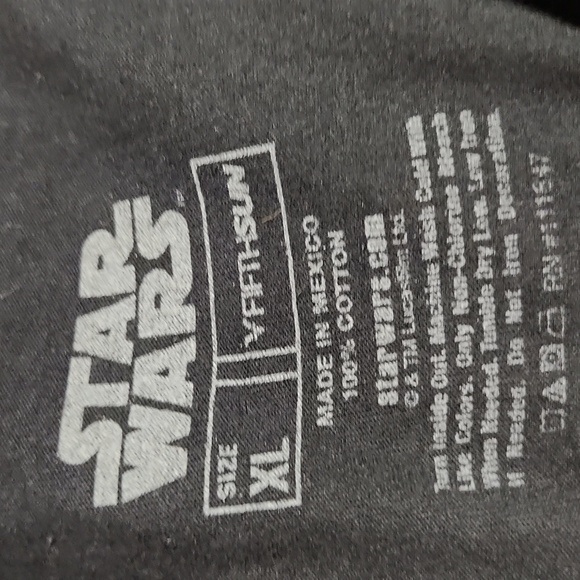 STAR
WARS
SIZE
XL
FIFTHSUN
MADE IN MEXICO
100% COTTON
starwars.com
© & TM Lucasfilm Ltd.
Turn Inside Out. Machine Wash Cold With
Like Colors. Only Non-Chlorine Bleach
When Needed. Tumble Dry Low. Low Iron
If Needed. Do Not Iron Decoration.